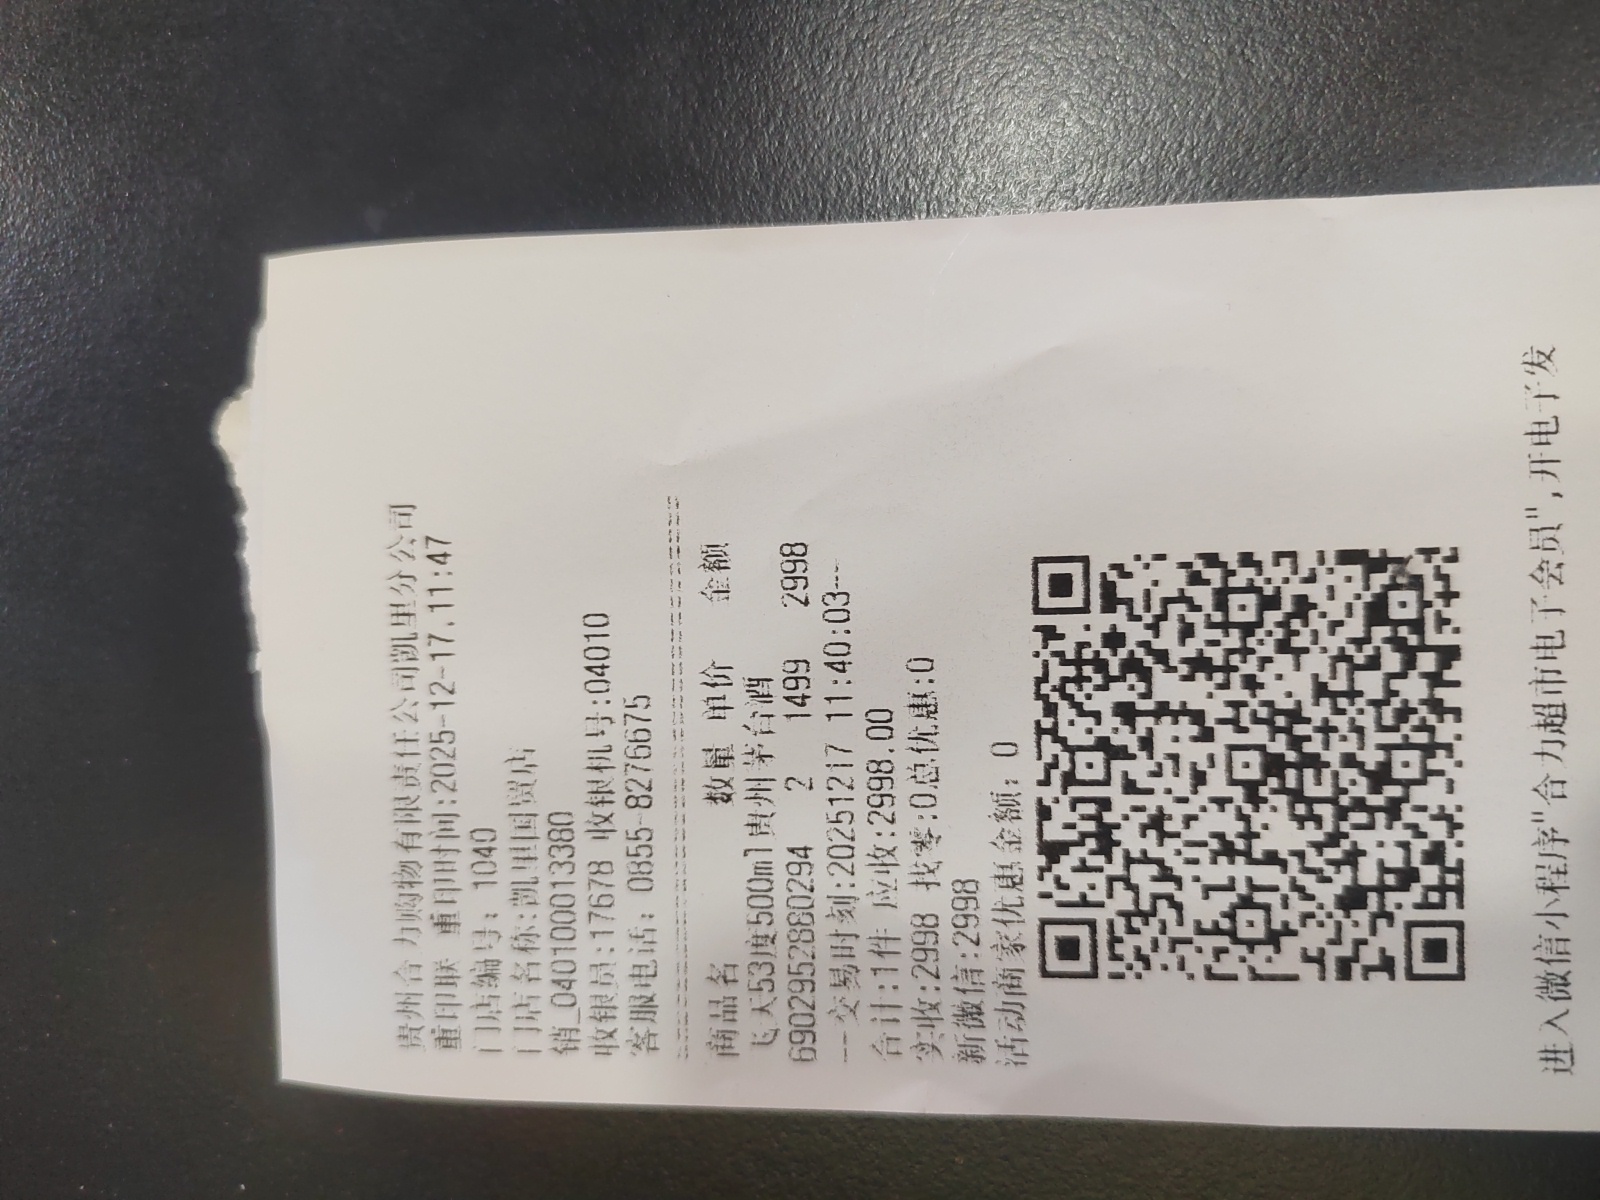 贵州合力购物有限责任公司凯里分公司
重印联 重印时间:2025-12-17,11:47
门店编号: 1040
门店名称:凯里国贸店
销_0401000013380
收银员:17678 收银机号:04010
客服电话: 0855-8276675
商品名 数量 单价 金额
飞天53度500ml贵州茅台酒
6902952880294 2 1499 2998
---交易时刻:20251217 11:40:03---
合计:1件 应收:2998.00
实收:2998 找零:0总优惠:0
新微信:2998
活动商家优惠金额: 0
进入微信小程序"合力超市电子会员",开电子发